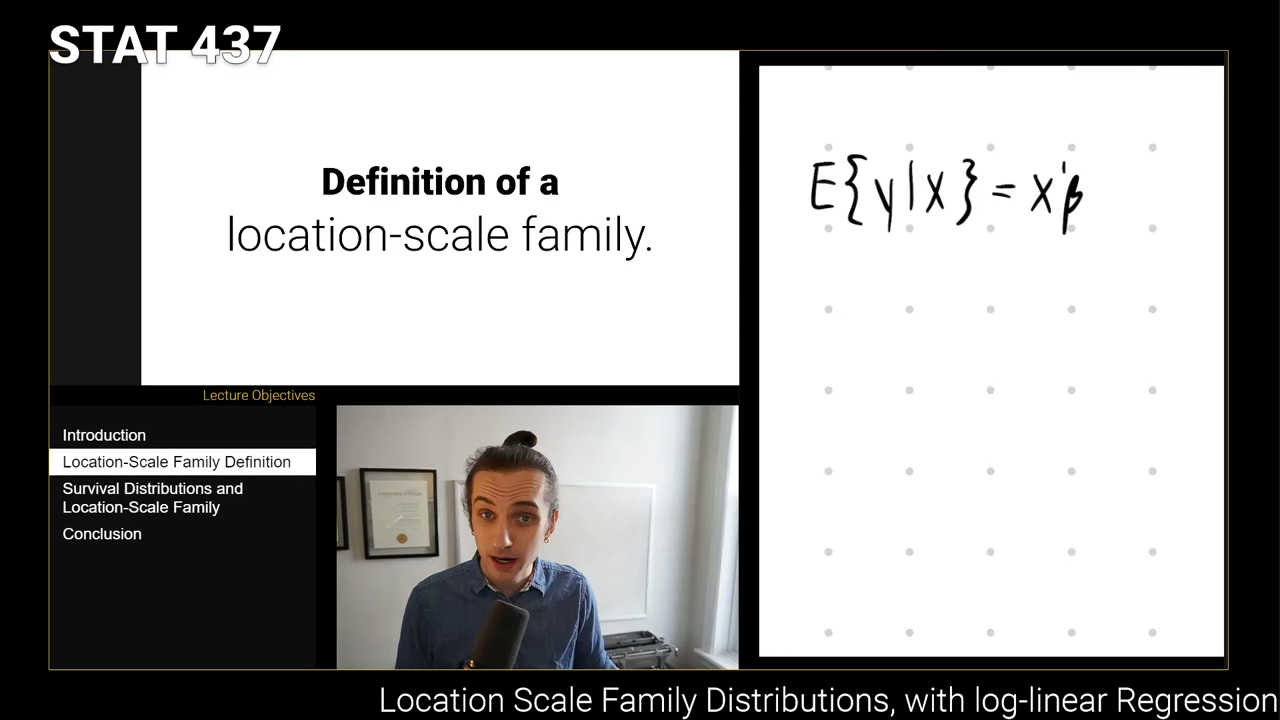 STAT 437
Definition of a
location-scale family.
E{y|X} = X'β
Lecture Objectives
Introduction
Location-Scale Family Definition
Survival Distributions and
Location-Scale Family
Conclusion
Location Scale Family Distributions, with log-linear Regression